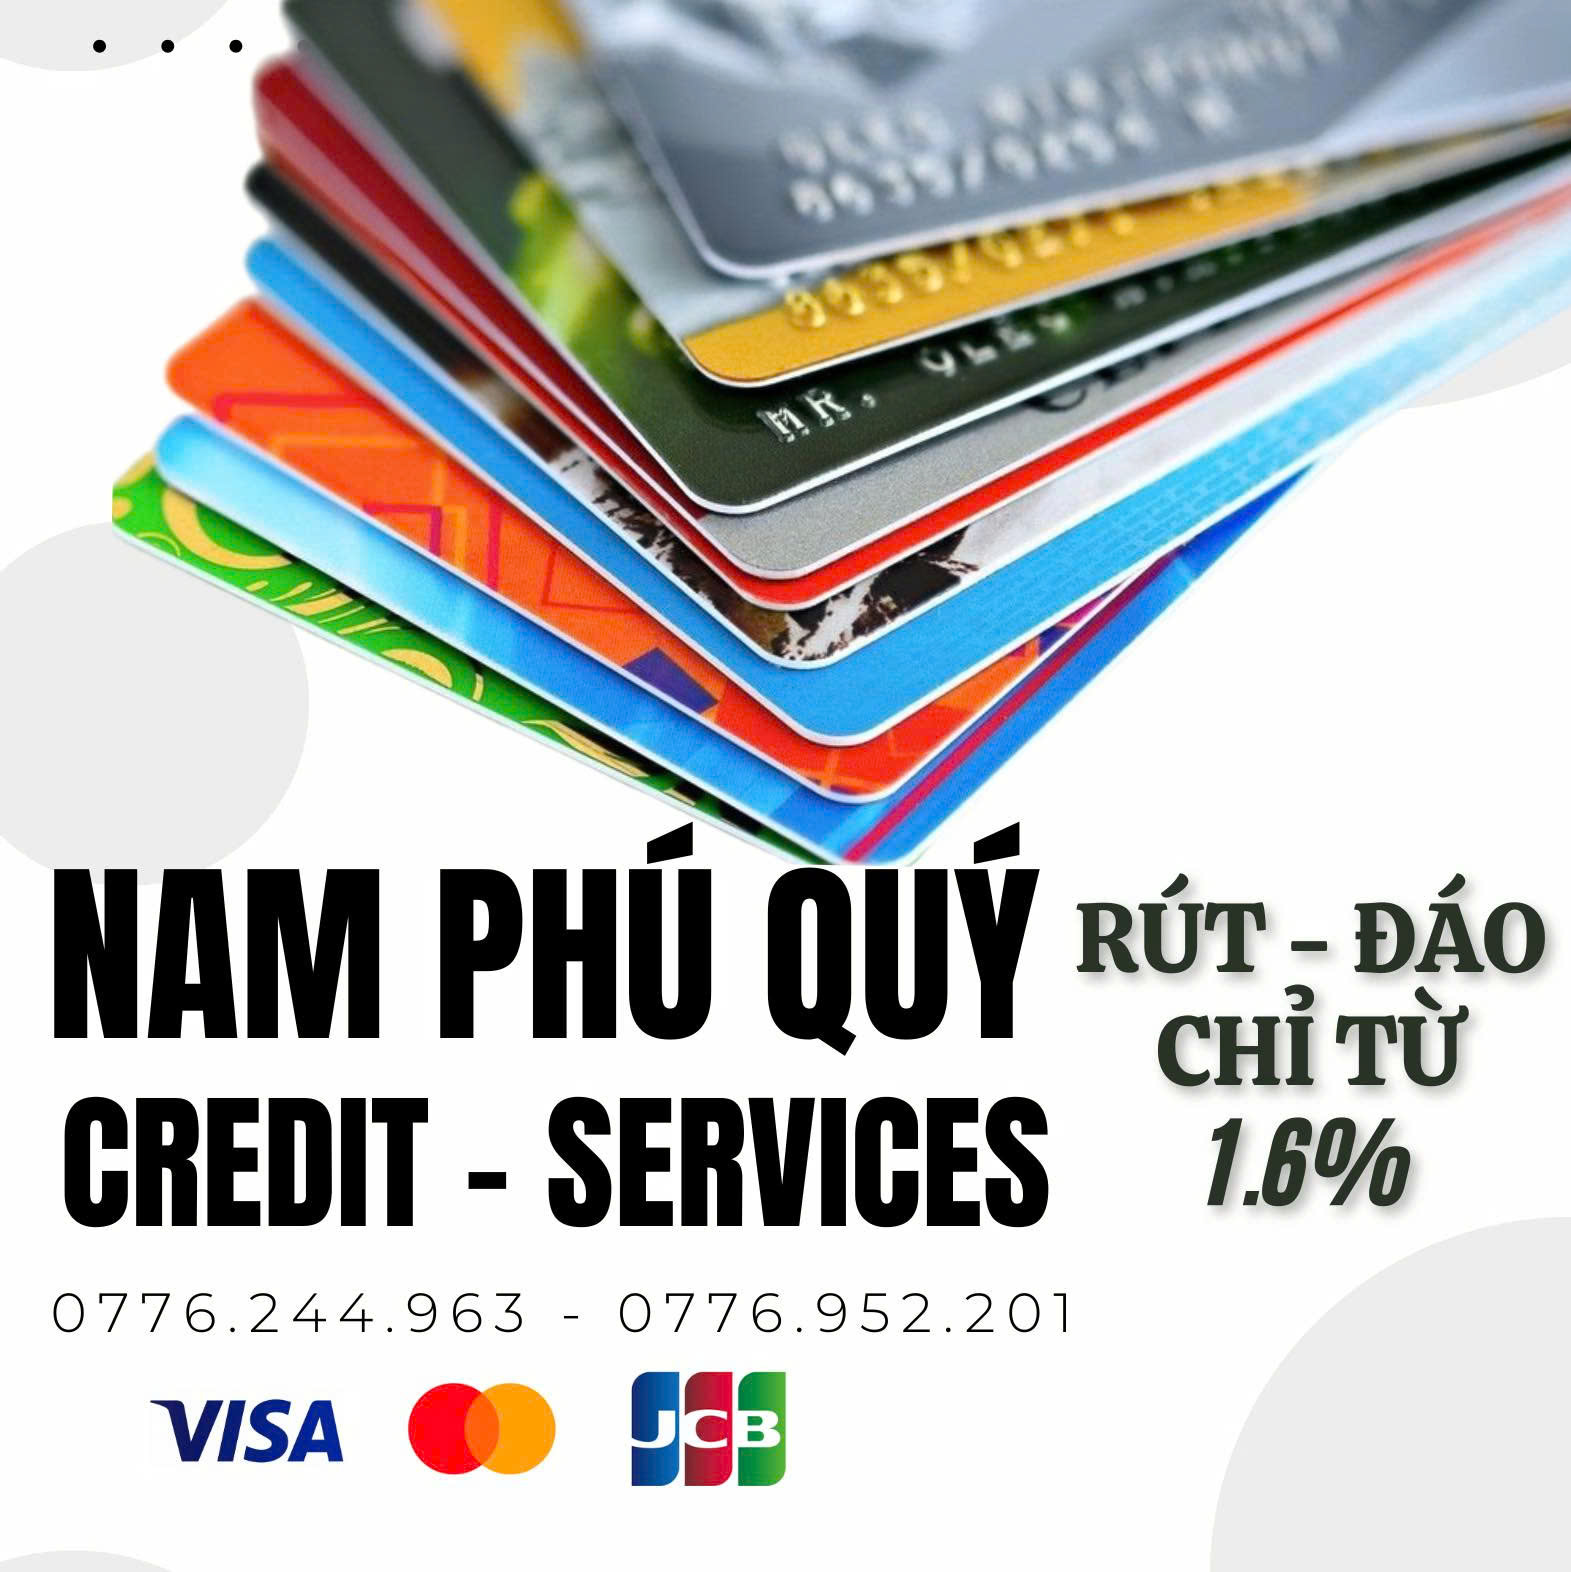 MR.
NAM PHÚ QUÝ
CREDIT - SERVICES
RÚT - ĐÁO
CHỈ TỪ
1.6%
0776.244.963 - 0776.952.201
VISA
JCB